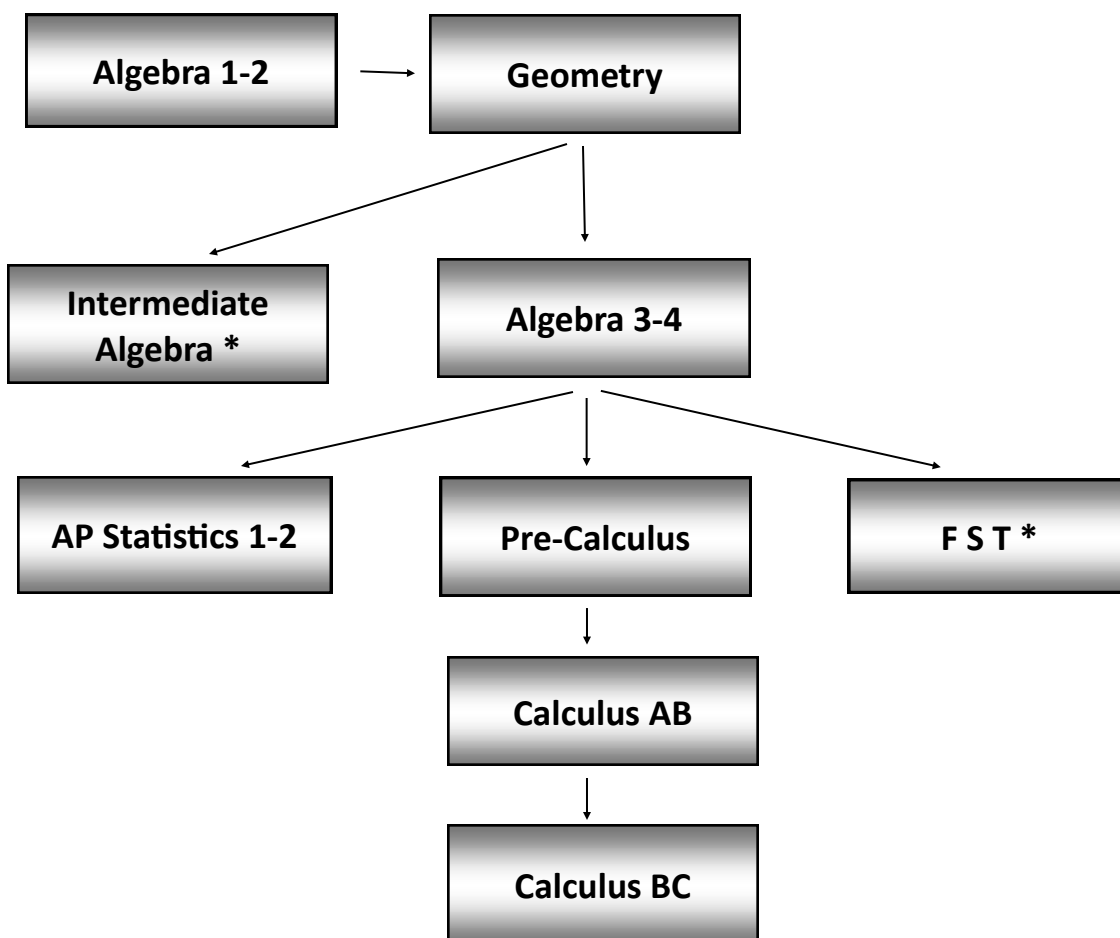 Algebra 1-2
Geometry
Intermediate
Algebra *
Algebra 3-4
AP Statistics 1-2
Pre-Calculus
F S T *
Calculus AB
Calculus BC